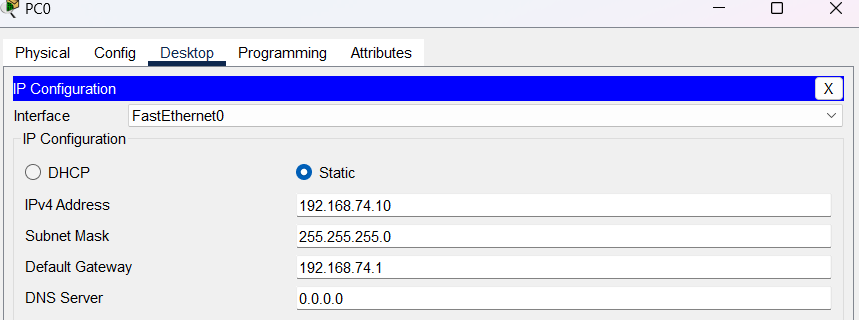 PC0
Physical Config Desktop Programming Attributes
IP Configuration X
Interface FastEthernet0
IP Configuration
DHCP Static
IPv4 Address 192.168.74.10
Subnet Mask 255.255.255.0
Default Gateway 192.168.74.1
DNS Server 0.0.0.0